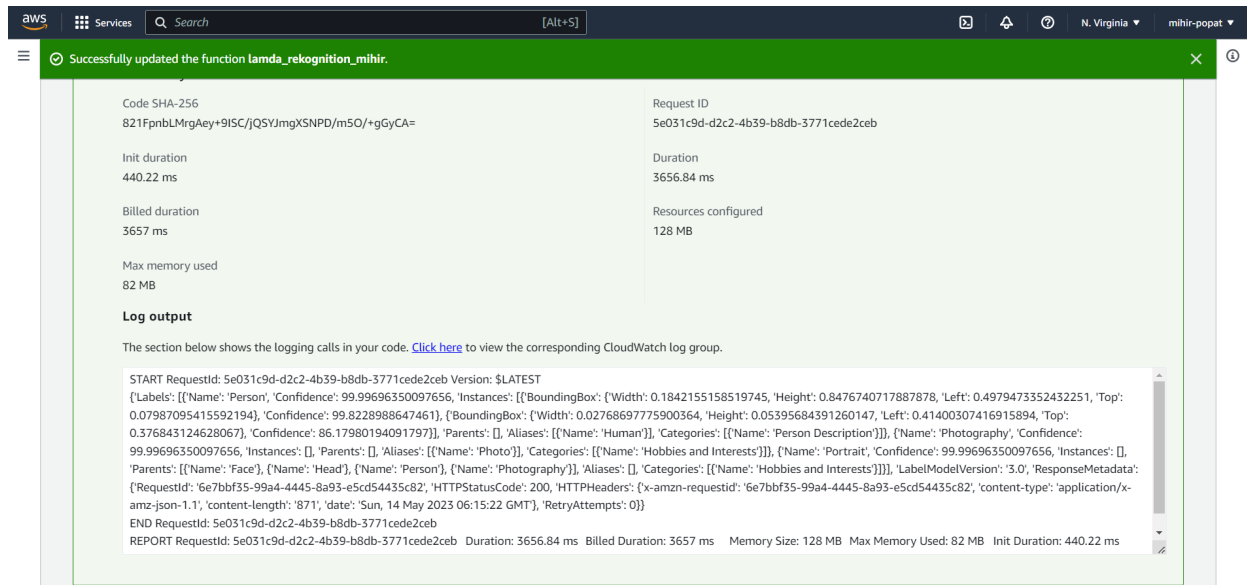 aws
Services
Search
[Alt+S]
N. Virginia
mihir-popat
Successfully updated the function lamda_rekognition_mihir.
Code SHA-256
821FpnbLMrgAey+9ISC/jQSYJmgXSNPD/m5O/+gGyCA=
Request ID
5e031c9d-d2c2-4b39-b8db-3771cede2ceb
Init duration
440.22 ms
Duration
3656.84 ms
Billed duration
3657 ms
Resources configured
128 MB
Max memory used
82 MB
Log output
The section below shows the logging calls in your code. Click here to view the corresponding CloudWatch log group.
START RequestId: 5e031c9d-d2c2-4b39-b8db-3771cede2ceb Version: $LATEST
{'Labels': [{'Name': 'Person', 'Confidence': 99.99696350097656, 'Instances': [{'BoundingBox': {'Width': 0.1842155158519745, 'Height': 0.8476740717887878, 'Left': 0.4979473352432251, 'Top':
0.07987095415592194}, 'Confidence': 99.8228988647461}, {'BoundingBox': {'Width': 0.02768697775900364, 'Height': 0.05395684391260147, 'Left': 0.41400307416915894, 'Top':
0.376843124628067}, 'Confidence': 86.17980194091797}], 'Parents': [], 'Aliases': [{'Name': 'Human'}], 'Categories': [{'Name': 'Person Description'}]}, {'Name': 'Photography', 'Confidence':
99.99696350097656, 'Instances': [], 'Parents': [], 'Aliases': [{'Name': 'Photo'}], 'Categories': [{'Name': 'Hobbies and Interests'}]}, {'Name': 'Portrait', 'Confidence': 99.99696350097656, 'Instances': [],
'Parents': [{'Name': 'Face'}, {'Name': 'Head'}, {'Name': 'Person'}, {'Name': 'Photography'}], 'Aliases': [], 'Categories': [{'Name': 'Hobbies and Interests'}]}], 'LabelModelVersion': '3.0', 'ResponseMetadata':
{'RequestId': '6e7bbf35-99a4-4445-8a93-e5cd54435c82', 'HTTPStatusCode': 200, 'HTTPHeaders': {'x-amzn-requestid': '6e7bbf35-99a4-4445-8a93-e5cd54435c82', 'content-type': 'application/x-
amz-json-1.1', 'content-length': '871', 'date': 'Sun, 14 May 2023 06:15:22 GMT'}, 'RetryAttempts': 0}}
END RequestId: 5e031c9d-d2c2-4b39-b8db-3771cede2ceb
REPORT RequestId: 5e031c9d-d2c2-4b39-b8db-3771cede2ceb Duration: 3656.84 ms Billed Duration: 3657 ms Memory Size: 128 MB Max Memory Used: 82 MB Init Duration: 440.22 ms